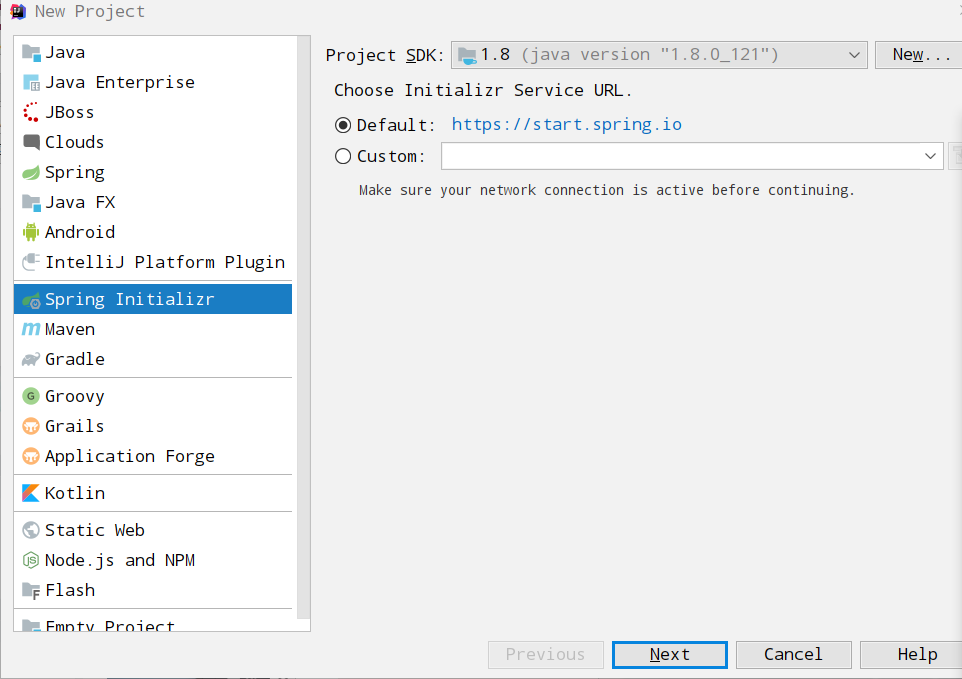 New Project
Java
Java Enterprise
JBoss
Clouds
Spring
Java FX
Android
IntelliJ Platform Plugin
Spring Initializr
Maven
Gradle
G Groovy
Grails
Application Forge
Kotlin
Static Web
JS Node.js and NPM
F Flash
Empty Project
Project SDK: 1.8 (java version "1.8.0_121") New...
Choose Initializr Service URL.
Default: https://start.spring.io
Custom:
Make sure your network connection is active before continuing.
Previous Next Cancel Help